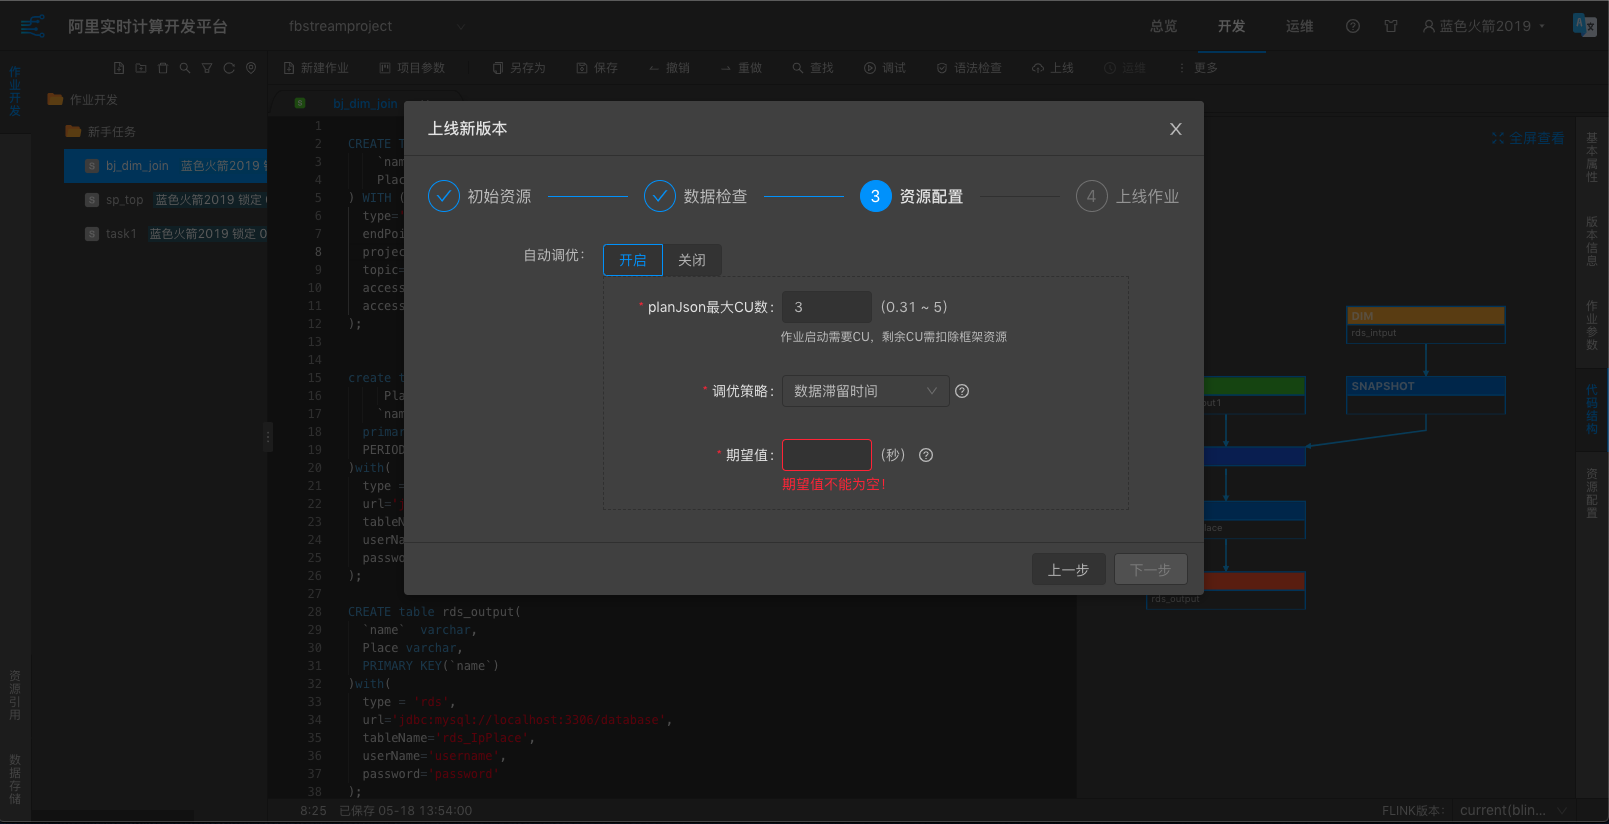 阿里实时计算开发平台
fbstreamproject
总览
开发
运维
蓝色火箭2019
作业开发
新建作业
项目参数
另存为
保存
撤销
重做
查找
调试
语法检查
上线
运维
更多
作业开发
新手任务
bj_dim_join 蓝色火箭2019
sp_top 蓝色火箭2019 锁定
task1 蓝色火箭2019 锁定 0
资源引用
数据存储
bj_dim_join
1
2 CREATE T
3 `name
4 Place
5 ) WITH (
6 type=
7 endPoi
8 projec
9 topic=
10 access
11 access
12 );
13
14
15 create t
16 Pla
17 `name
18 primar
19 PERIOD
20 )with(
21 type =
22 url='
23 tableN
24 userNa
25 passwo
26 );
27
28 CREATE table rds_output(
29 `name` varchar,
30 Place varchar,
31 PRIMARY KEY(`name`)
32 )with(
33 type = 'rds',
34 url='jdbc:mysql://localhost:3306/database',
35 tableName='rds_IpPlace',
36 userName='username',
37 password='password'
38 );
上线新版本
初始资源
数据检查
3 资源配置
4 上线作业
自动调优：
开启
关闭
* planJson最大CU数： 3 （0.31 ~ 5）
作业启动需要CU，剩余CU需扣除框架资源
* 调优策略： 数据滞留时间
* 期望值： （秒）
期望值不能为空！
上一步
下一步
全屏查看
DIM
rds_intput
SNAPSHOT
put1
lace
rds_output
基本属性
版本信息
作业参数
代码结构
资源配置
8:25 已保存 05-18 13:54:00
FLINK版本： current(blin...